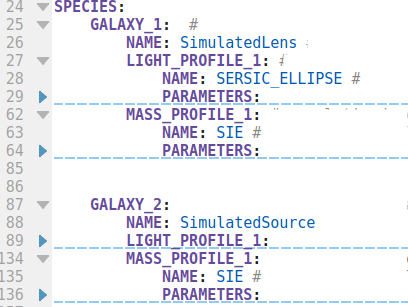 24 SPECIES:
25 GALAXY_1: #
26 NAME: SimulatedLens
27 LIGHT_PROFILE_1: #
28 NAME: SERSIC_ELLIPSE #
29 PARAMETERS:
62 MASS_PROFILE_1:
63 NAME: SIE #
64 PARAMETERS:
85
86
87 GALAXY_2:
88 NAME: SimulatedSource
89 LIGHT_PROFILE_1:
134 MASS_PROFILE_1:
135 NAME: SIE #
136 PARAMETERS: